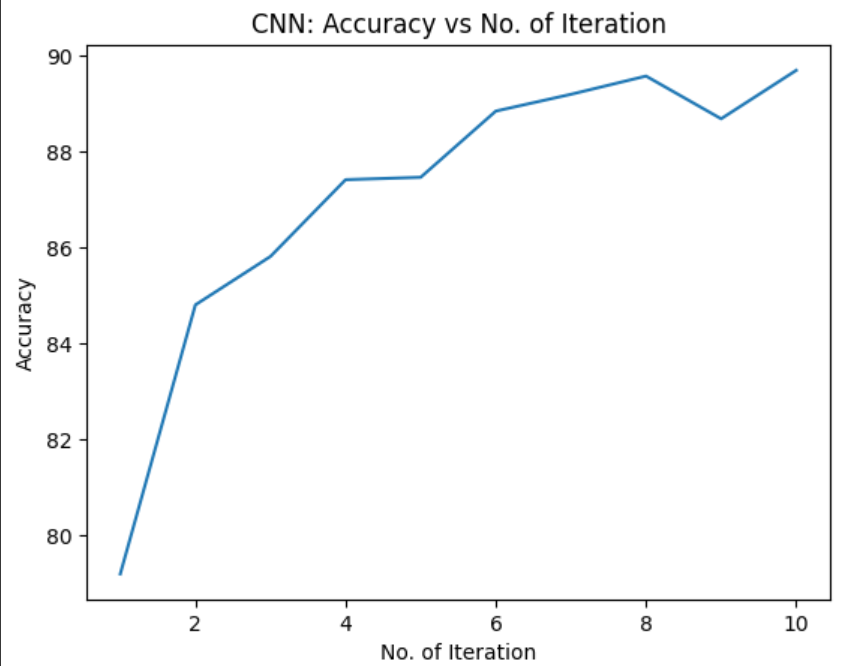 CNN: Accuracy vs No. of Iteration
90
88
86
84
82
80
Accuracy
2 4 6 8 10
No. of Iteration